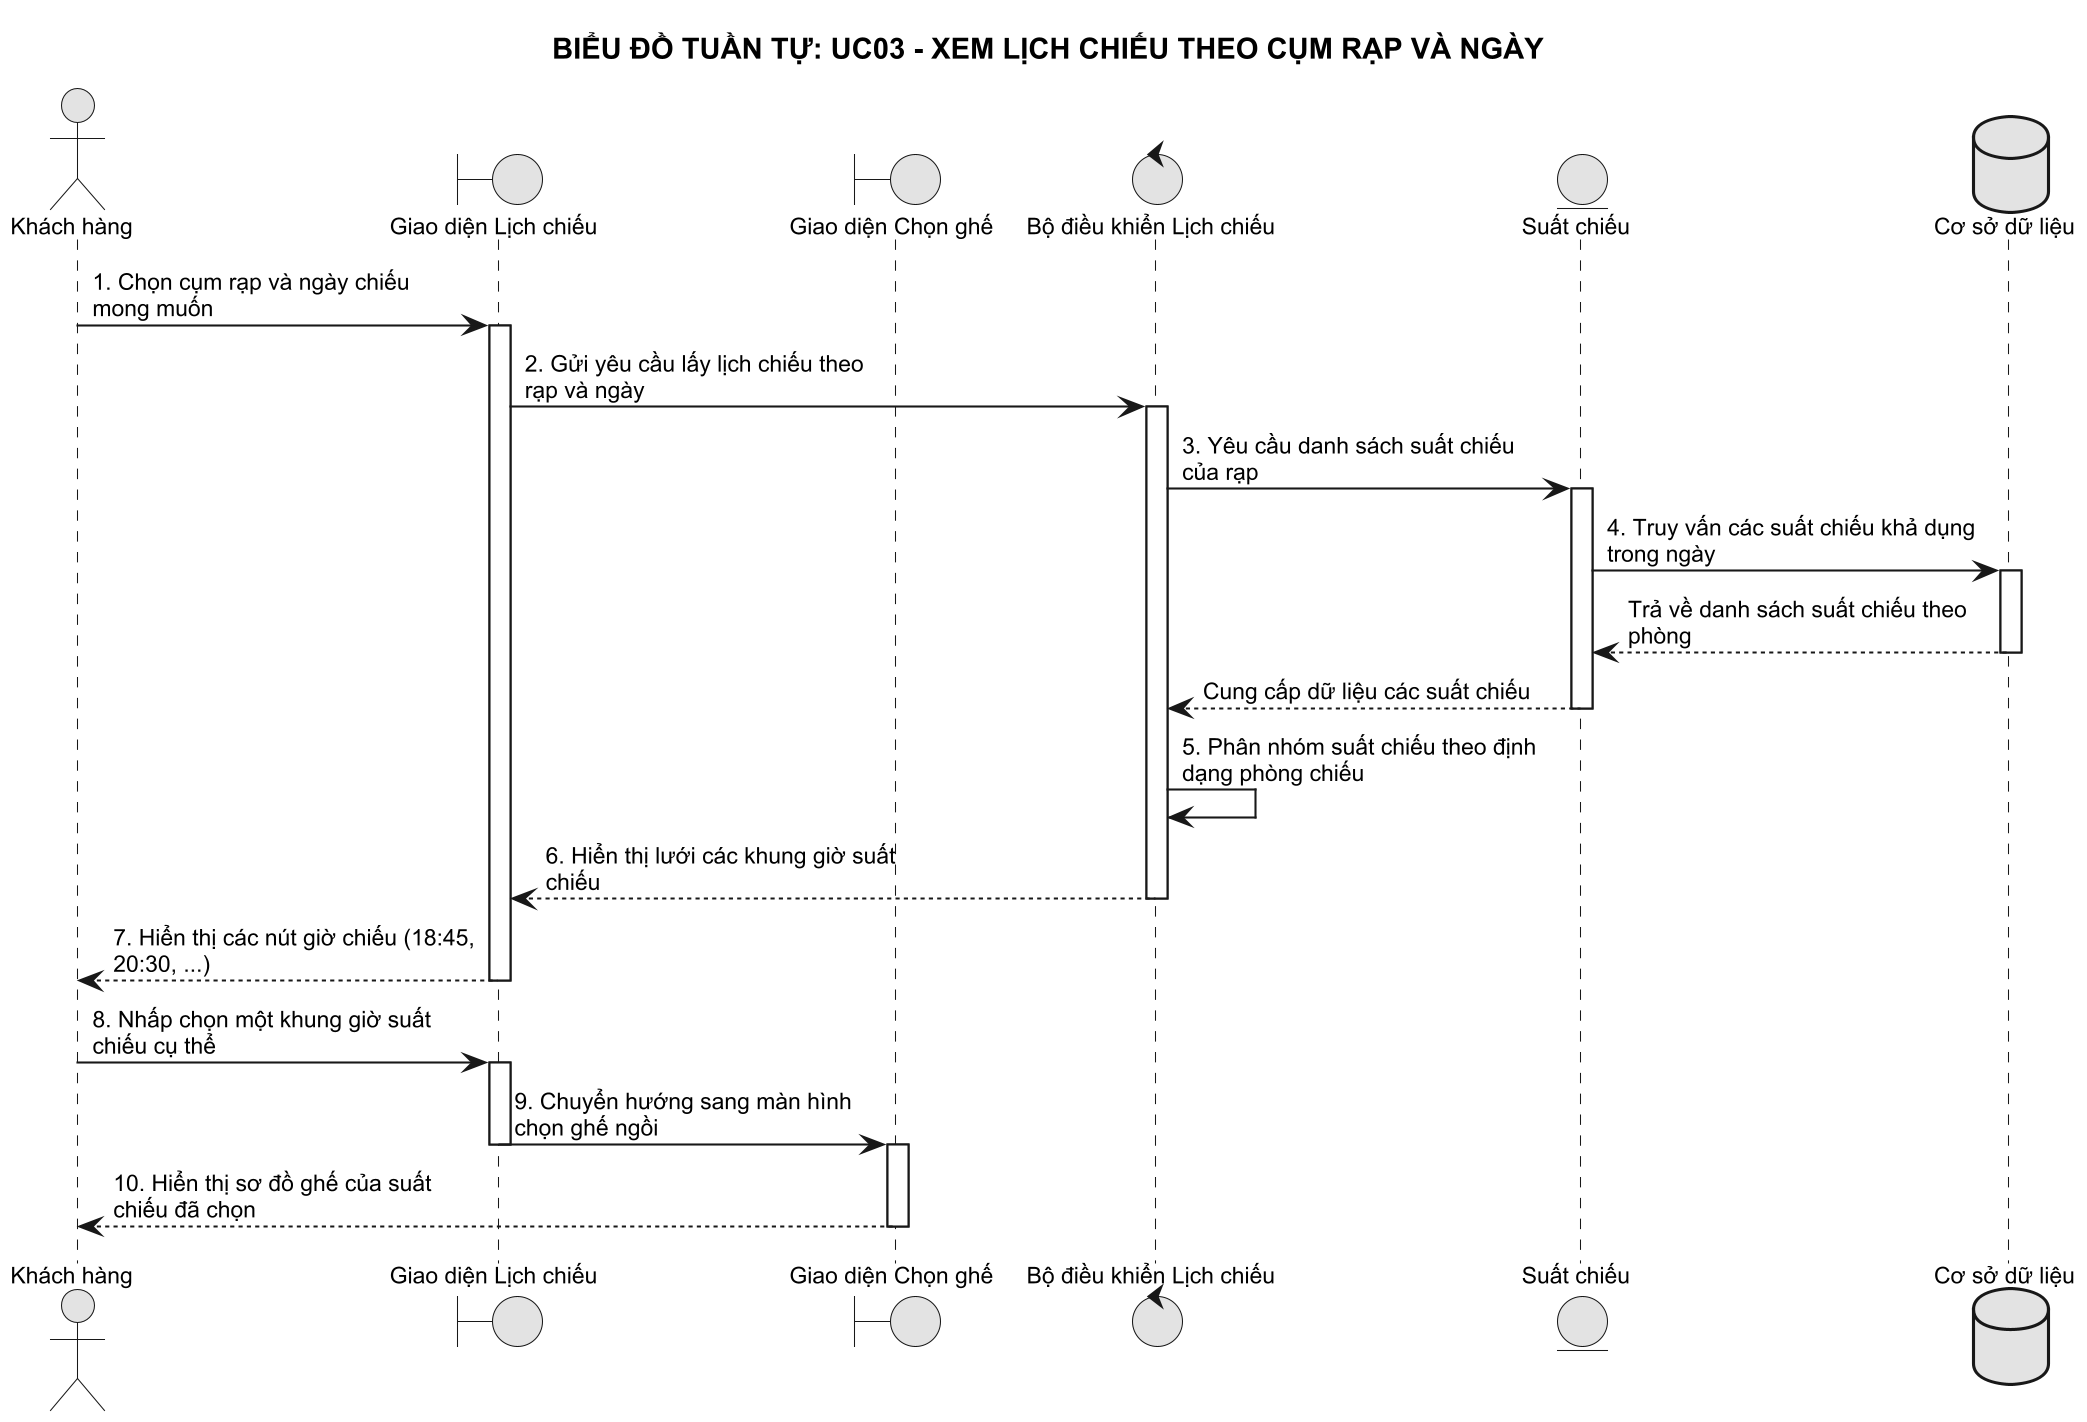 BIỂU ĐỒ TUẦN TỰ: UC03 - XEM LỊCH CHIẾU THEO CỤM RẠP VÀ NGÀY
Khách hàng
Giao diện Lịch chiếu
Giao diện Chọn ghế
Bộ điều khiển Lịch chiếu
Suất chiếu
Cơ sở dữ liệu
1. Chọn cụm rạp và ngày chiếu
mong muốn
2. Gửi yêu cầu lấy lịch chiếu theo
rạp và ngày
3. Yêu cầu danh sách suất chiếu
của rạp
4. Truy vấn các suất chiếu khả dụng
trong ngày
Trả về danh sách suất chiếu theo
phòng
Cung cấp dữ liệu các suất chiếu
5. Phân nhóm suất chiếu theo định
dạng phòng chiếu
6. Hiển thị lưới các khung giờ suất
chiếu
7. Hiển thị các nút giờ chiếu (18:45,
20:30, ...)
8. Nhấp chọn một khung giờ suất
chiếu cụ thể
9. Chuyển hướng sang màn hình
chọn ghế ngồi
10. Hiển thị sơ đồ ghế của suất
chiếu đã chọn
Khách hàng
Giao diện Lịch chiếu
Giao diện Chọn ghế
Bộ điều khiển Lịch chiếu
Suất chiếu
Cơ sở dữ liệu